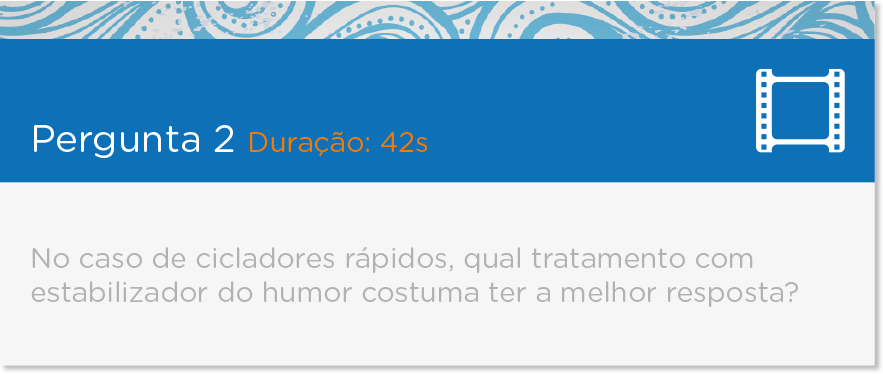 Pergunta 2 Duração: 42s
No caso de cicladores rápidos, qual tratamento com
estabilizador do humor costuma ter a melhor resposta?